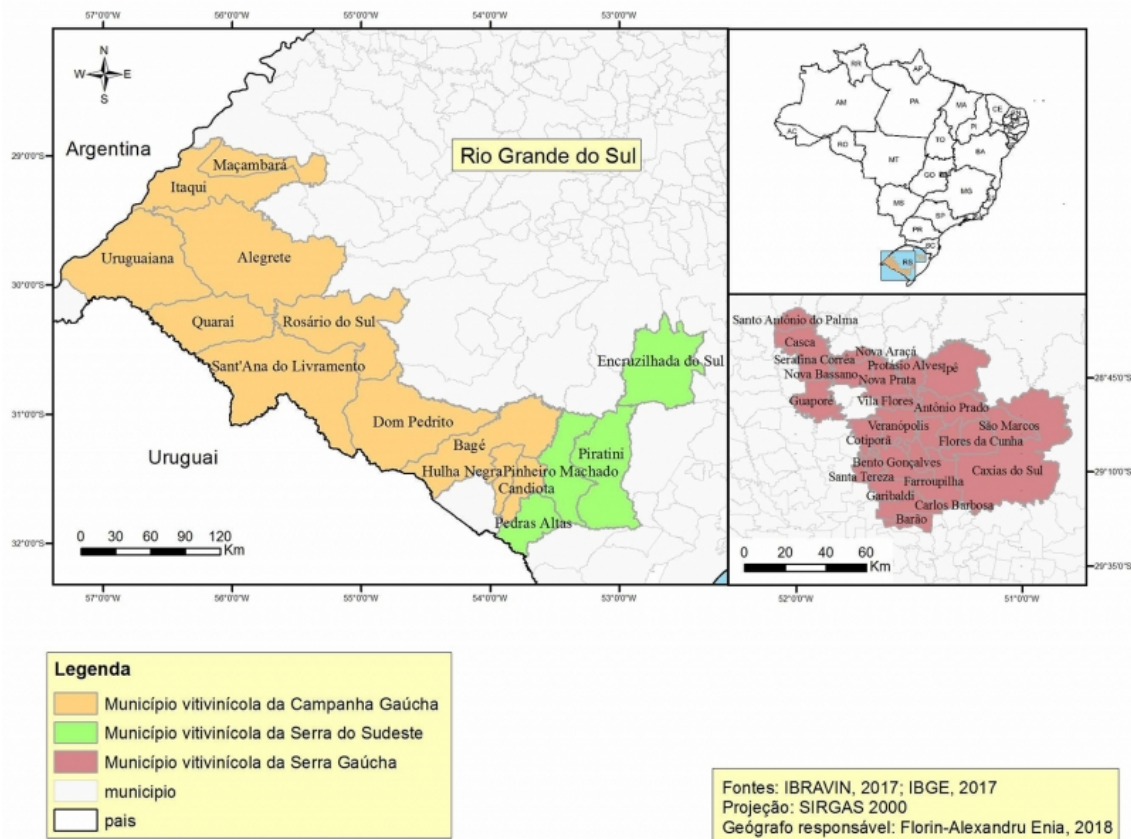 57°0'0"W 56°0'0"W 55°0'0"W 54°0'0"W 53°0'0"W
N
W E
S
Argentina
Rio Grande do Sul
29°0'0"S
Maçambará
Itaqui
Uruguaiana
Alegrete
30°0'0"S
Quaraí
Rosário do Sul
Sant'Ana do Livramento
Encruzilhada do Sul
31°0'0"S
Dom Pedrito
Bagé
Uruguai
Piratini
Hulha Negra
Pinheiro Machado
Candiota
Pedras Altas
32°0'0"S
0 30 60 90 120
Km
57°0'0"W 56°0'0"W 55°0'0"W 54°0'0"W 53°0'0"W
RR
AP
AM
PA
MA
CE
PI
AC
TO
RO
BA
MT
GO
MG
MS
SP
PR
SC
RS
Santo Antônio do Palma
Casca
Nova Araçá
Serafina Corrêa
Protásio Alves
Ipê
28°45'0"S
Nova Bassano
Nova Prata
Guaporé
Vila Flores
Antônio Prado
Veranópolis
São Marcos
Cotiporã
Flores da Cunha
Bento Gonçalves
29°10'0"S
Santa Tereza
Caxias do Sul
Farroupilha
Garibaldi
Carlos Barbosa
Barão
0 20 40 60
Km
29°35'0"S
52°0'0"W 51°0'0"W
Legenda
Município vitivinícola da Campanha Gaúcha
Município vitivinícola da Serra do Sudeste
Município vitivinícola da Serra Gaúcha
municipio
pais
Fontes: IBRAVIN, 2017; IBGE, 2017
Projeção: SIRGAS 2000
Geógrafo responsável: Florin-Alexandru Enia, 2018